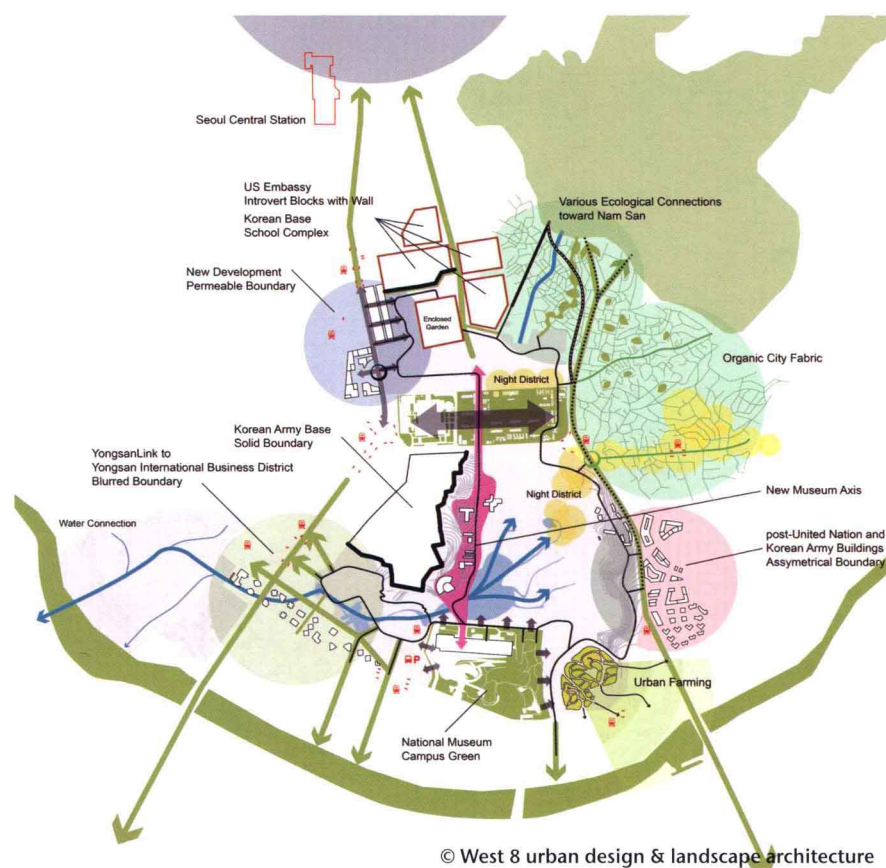 Seoul Central Station
US Embassy
Introvert Blocks with Wall
Korean Base
School Complex
Various Ecological Connections
toward Nam San
New Development
Permeable Boundary
Enclosed
Garden
Organic City Fabric
Night District
Korean Army Base
Solid Boundary
YongsanLink to
Yongsan International Business District
Blurred Boundary
Night District
New Museum Axis
Water Connection
post-United Nation and
Korean Army Buildings
Assymetrical Boundary
P
Urban Farming
National Museum
Campus Green
© West 8 urban design & landscape architecture